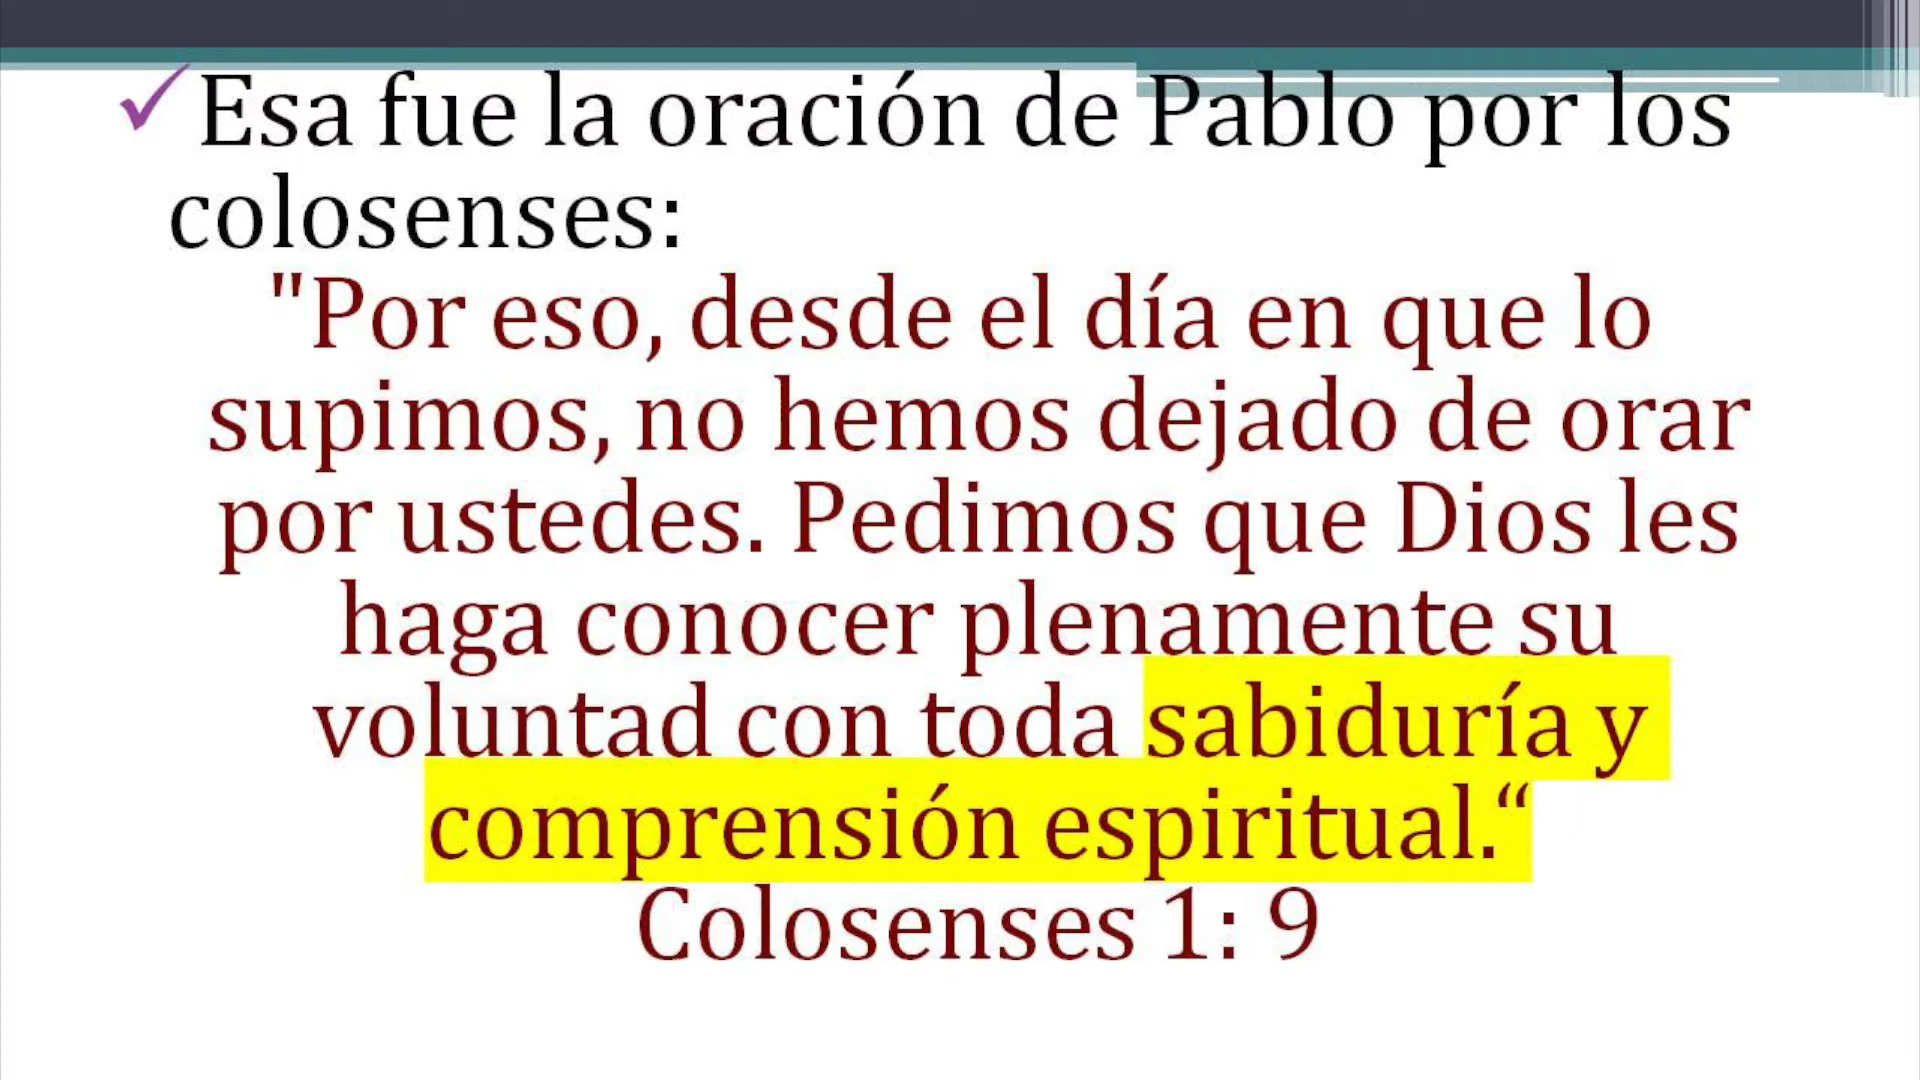 Esa fue la oración de Pablo por los
colosenses:
"Por eso, desde el día en que lo
supimos, no hemos dejado de orar
por ustedes. Pedimos que Dios les
haga conocer plenamente su
voluntad con toda sabiduría y
comprensión espiritual.“
Colosenses 1: 9